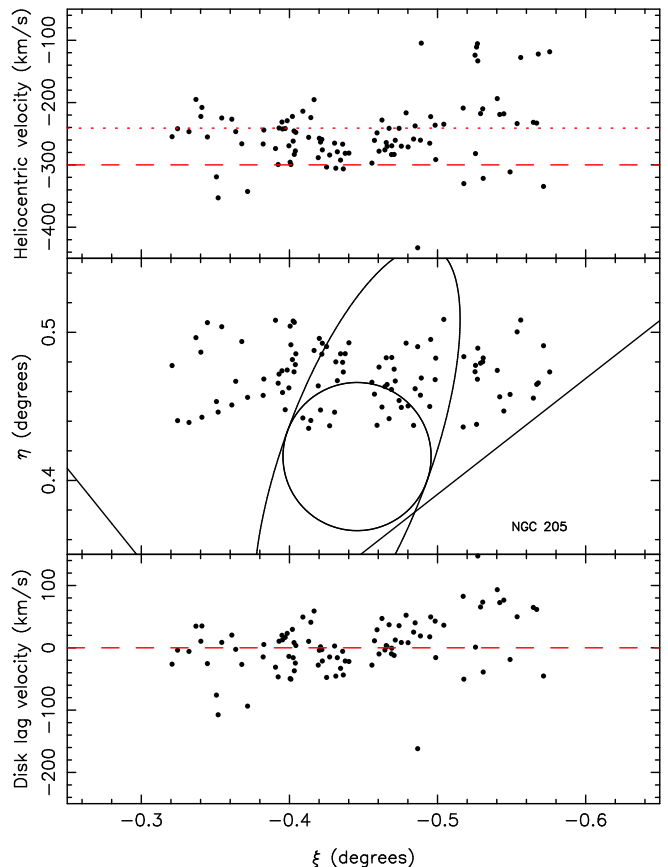 Heliocentric velocity (km/s)
−100
−200
−300
−400
η (degrees)
0.5
0.4
NGC 205
Disk lag velocity (km/s)
100
0
−100
−200
−0.3
−0.4
−0.5
−0.6
ξ (degrees)